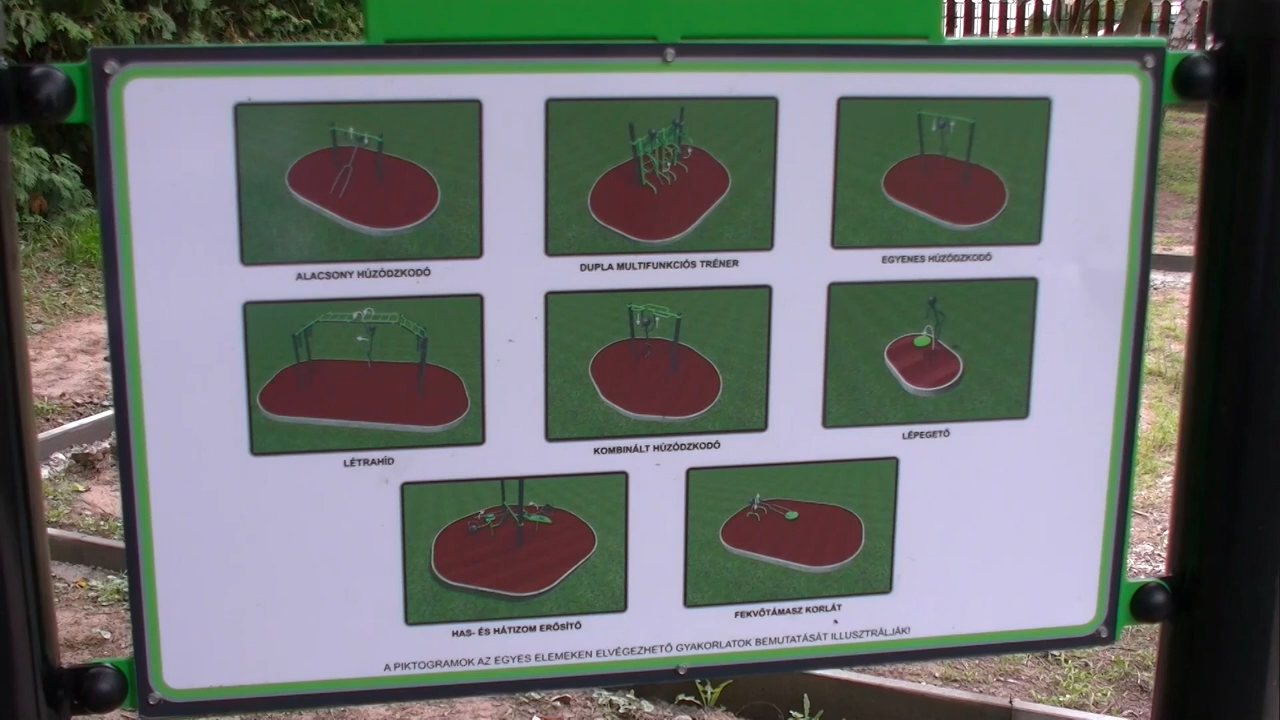 ALACSONY HÚZÓDZKODÓ
DUPLA MULTIFUNKCIÓS TRÉNER
EGYENES HÚZÓDZKODÓ
LÉTRAHÍD
KOMBINÁLT HÚZÓDZKODÓ
LÉPEGETŐ
HAS- ÉS HÁTIZOM ERŐSÍTŐ
FEKVŐTÁMASZ KORLÁT
A PIKTOGRAMOK AZ EGYES ELEMEKEN ELVÉGEZHETŐ GYAKORLATOK BEMUTATÁSÁT ILLUSZTRÁLJÁK!